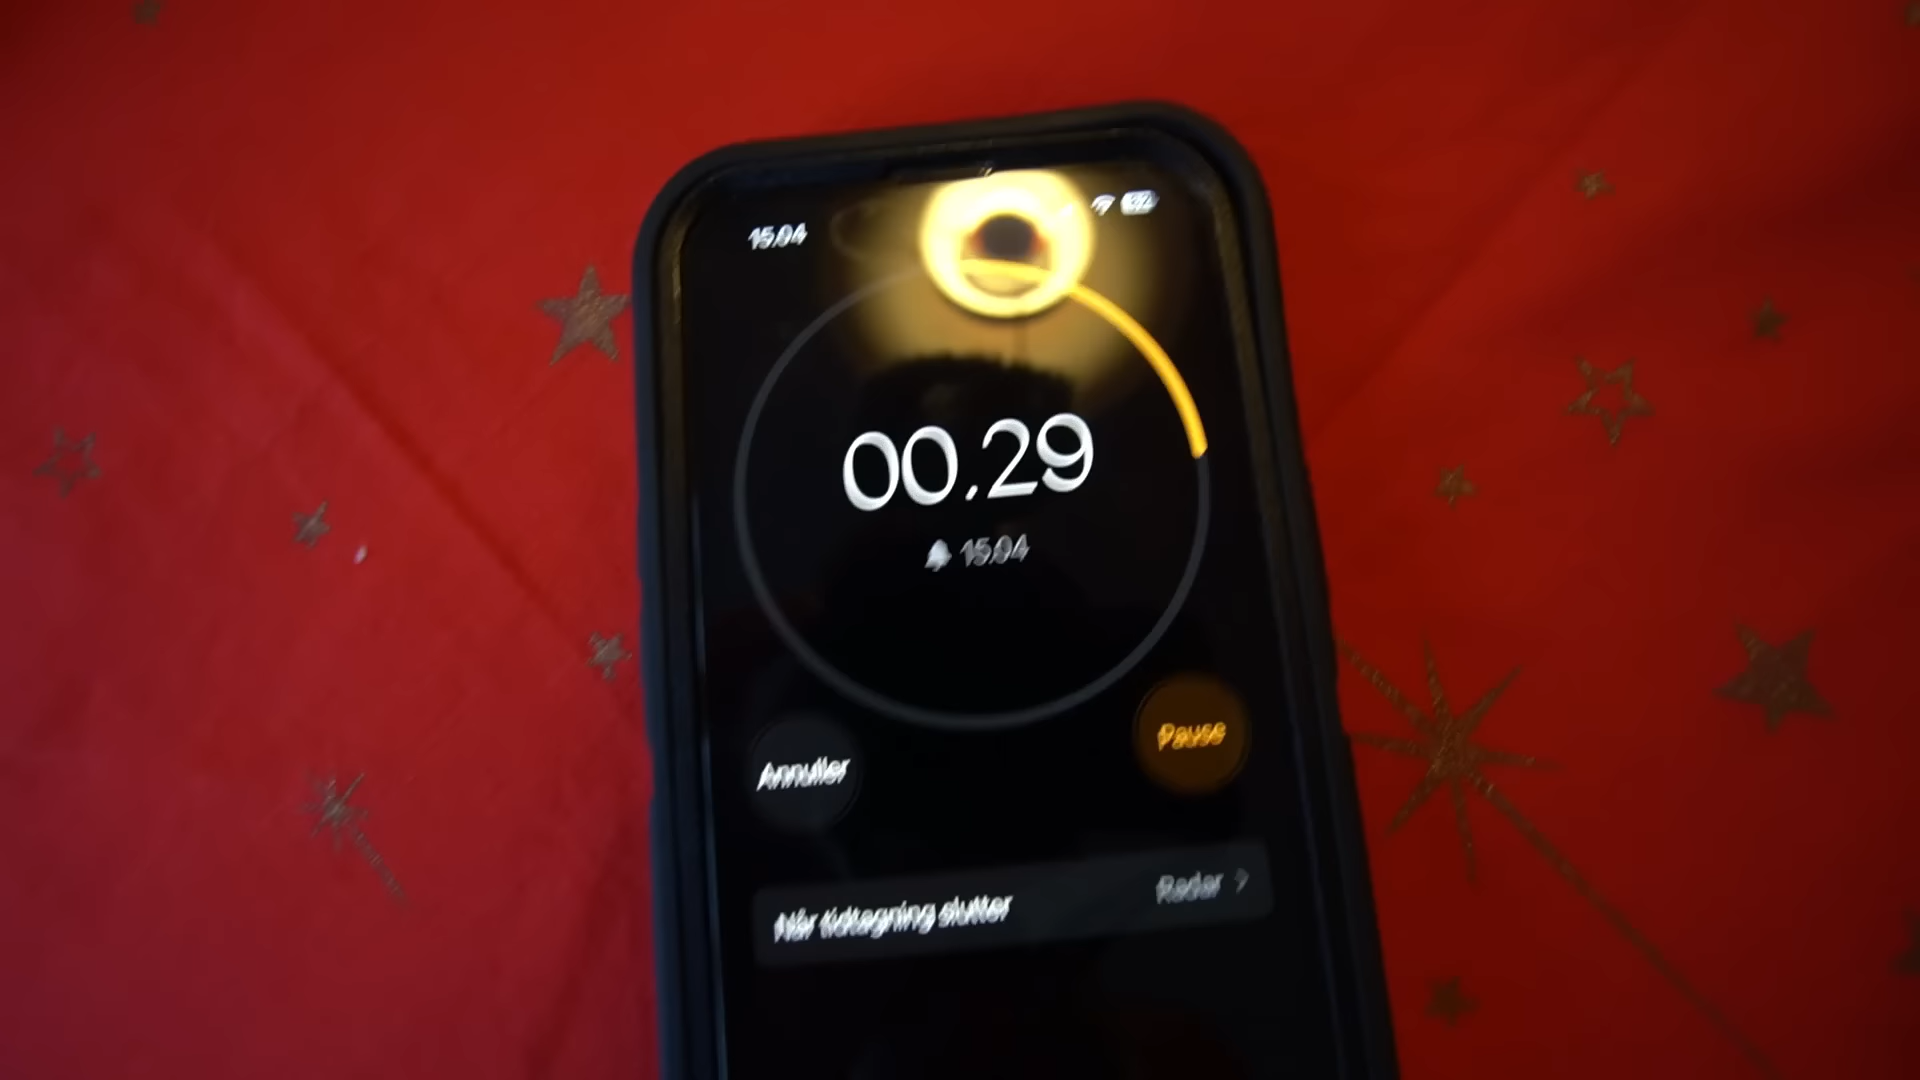 15.04
00.29
15.04
Annuller
Pause
Når tidtagning slutter
Radar